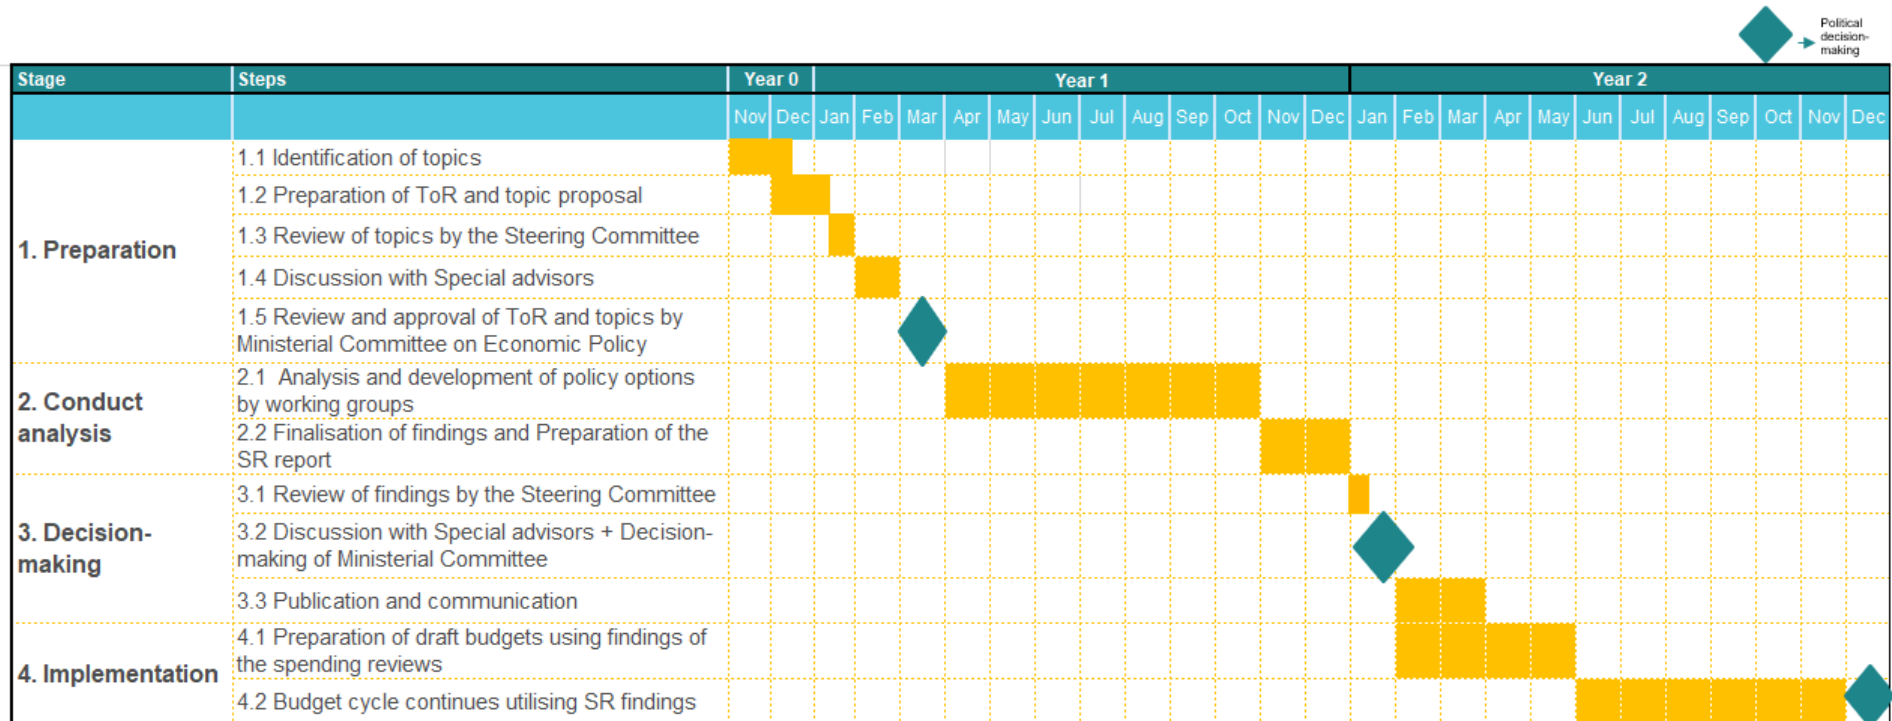 Political
decision-
making
Stage Steps Year 0 Year 1 Year 2
Nov Dec Jan Feb Mar Apr May Jun Jul Aug Sep Oct Nov Dec Jan Feb Mar Apr May Jun Jul Aug Sep Oct Nov Dec
1. Preparation
1.1 Identification of topics
1.2 Preparation of ToR and topic proposal
1.3 Review of topics by the Steering Committee
1.4 Discussion with Special advisors
1.5 Review and approval of ToR and topics by
Ministerial Committee on Economic Policy
2. Conduct
analysis
2.1 Analysis and development of policy options
by working groups
2.2 Finalisation of findings and Preparation of the
SR report
3. Decision-
making
3.1 Review of findings by the Steering Committee
3.2 Discussion with Special advisors + Decision-
making of Ministerial Committee
3.3 Publication and communication
4. Implementation
4.1 Preparation of draft budgets using findings of
the spending reviews
4.2 Budget cycle continues utilising SR findings